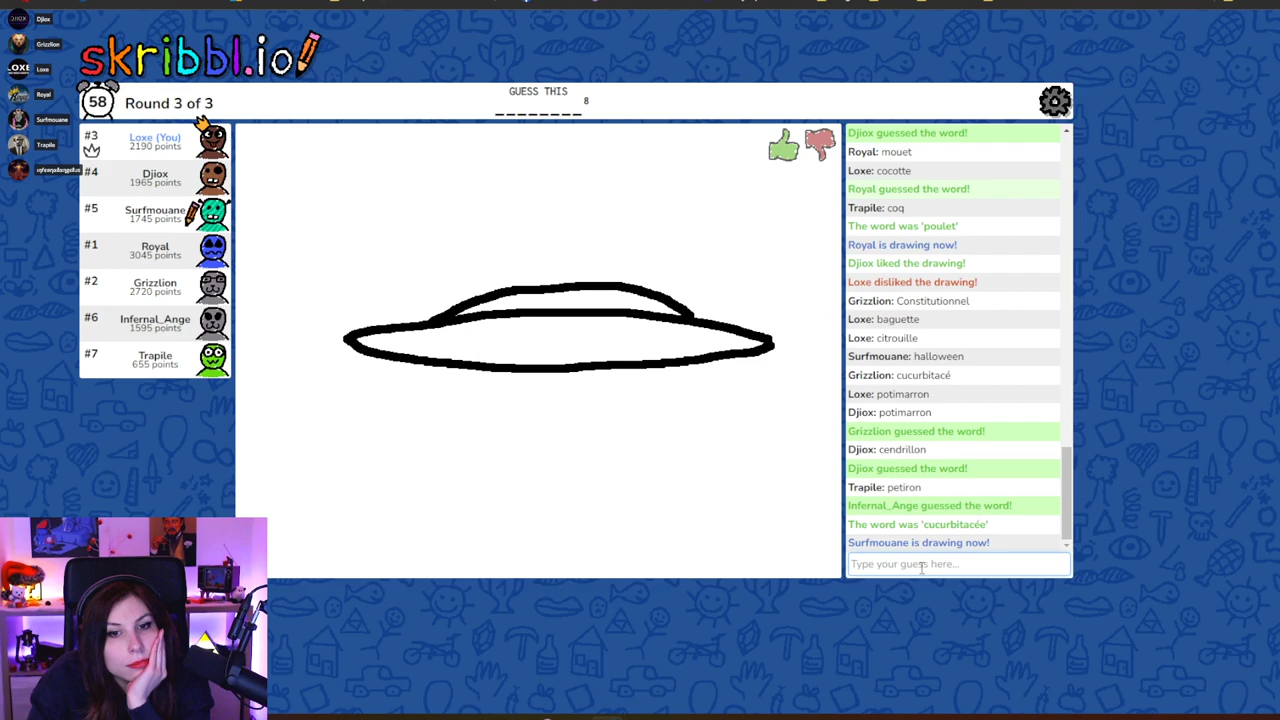 Djiox
Grizzlion
LOXE Loxe
Royal
Surfmouane
Trapile
skribbl.io
58 Round 3 of 3
GUESS THIS
________ 8
#3 Loxe (You)
2190 points
#4 Djiox
1965 points
#5 Surfmouane
1745 points
#1 Royal
3045 points
#2 Grizzlion
2720 points
#6 Infernal_Ange
1595 points
#7 Trapile
655 points
Djiox guessed the word!
Royal: mouet
Loxe: cocotte
Royal guessed the word!
Trapile: coq
The word was 'poulet'
Royal is drawing now!
Djiox liked the drawing!
Loxe disliked the drawing!
Grizzlion: Constitutionnel
Loxe: baguette
Loxe: citrouille
Surfmouane: halloween
Grizzlion: cucurbitacé
Loxe: potimarron
Djiox: potimarron
Grizzlion guessed the word!
Djiox: cendrillon
Djiox guessed the word!
Trapile: petiron
Infernal_Ange guessed the word!
The word was 'cucurbitacée'
Surfmouane is drawing now!
Type your guess here...